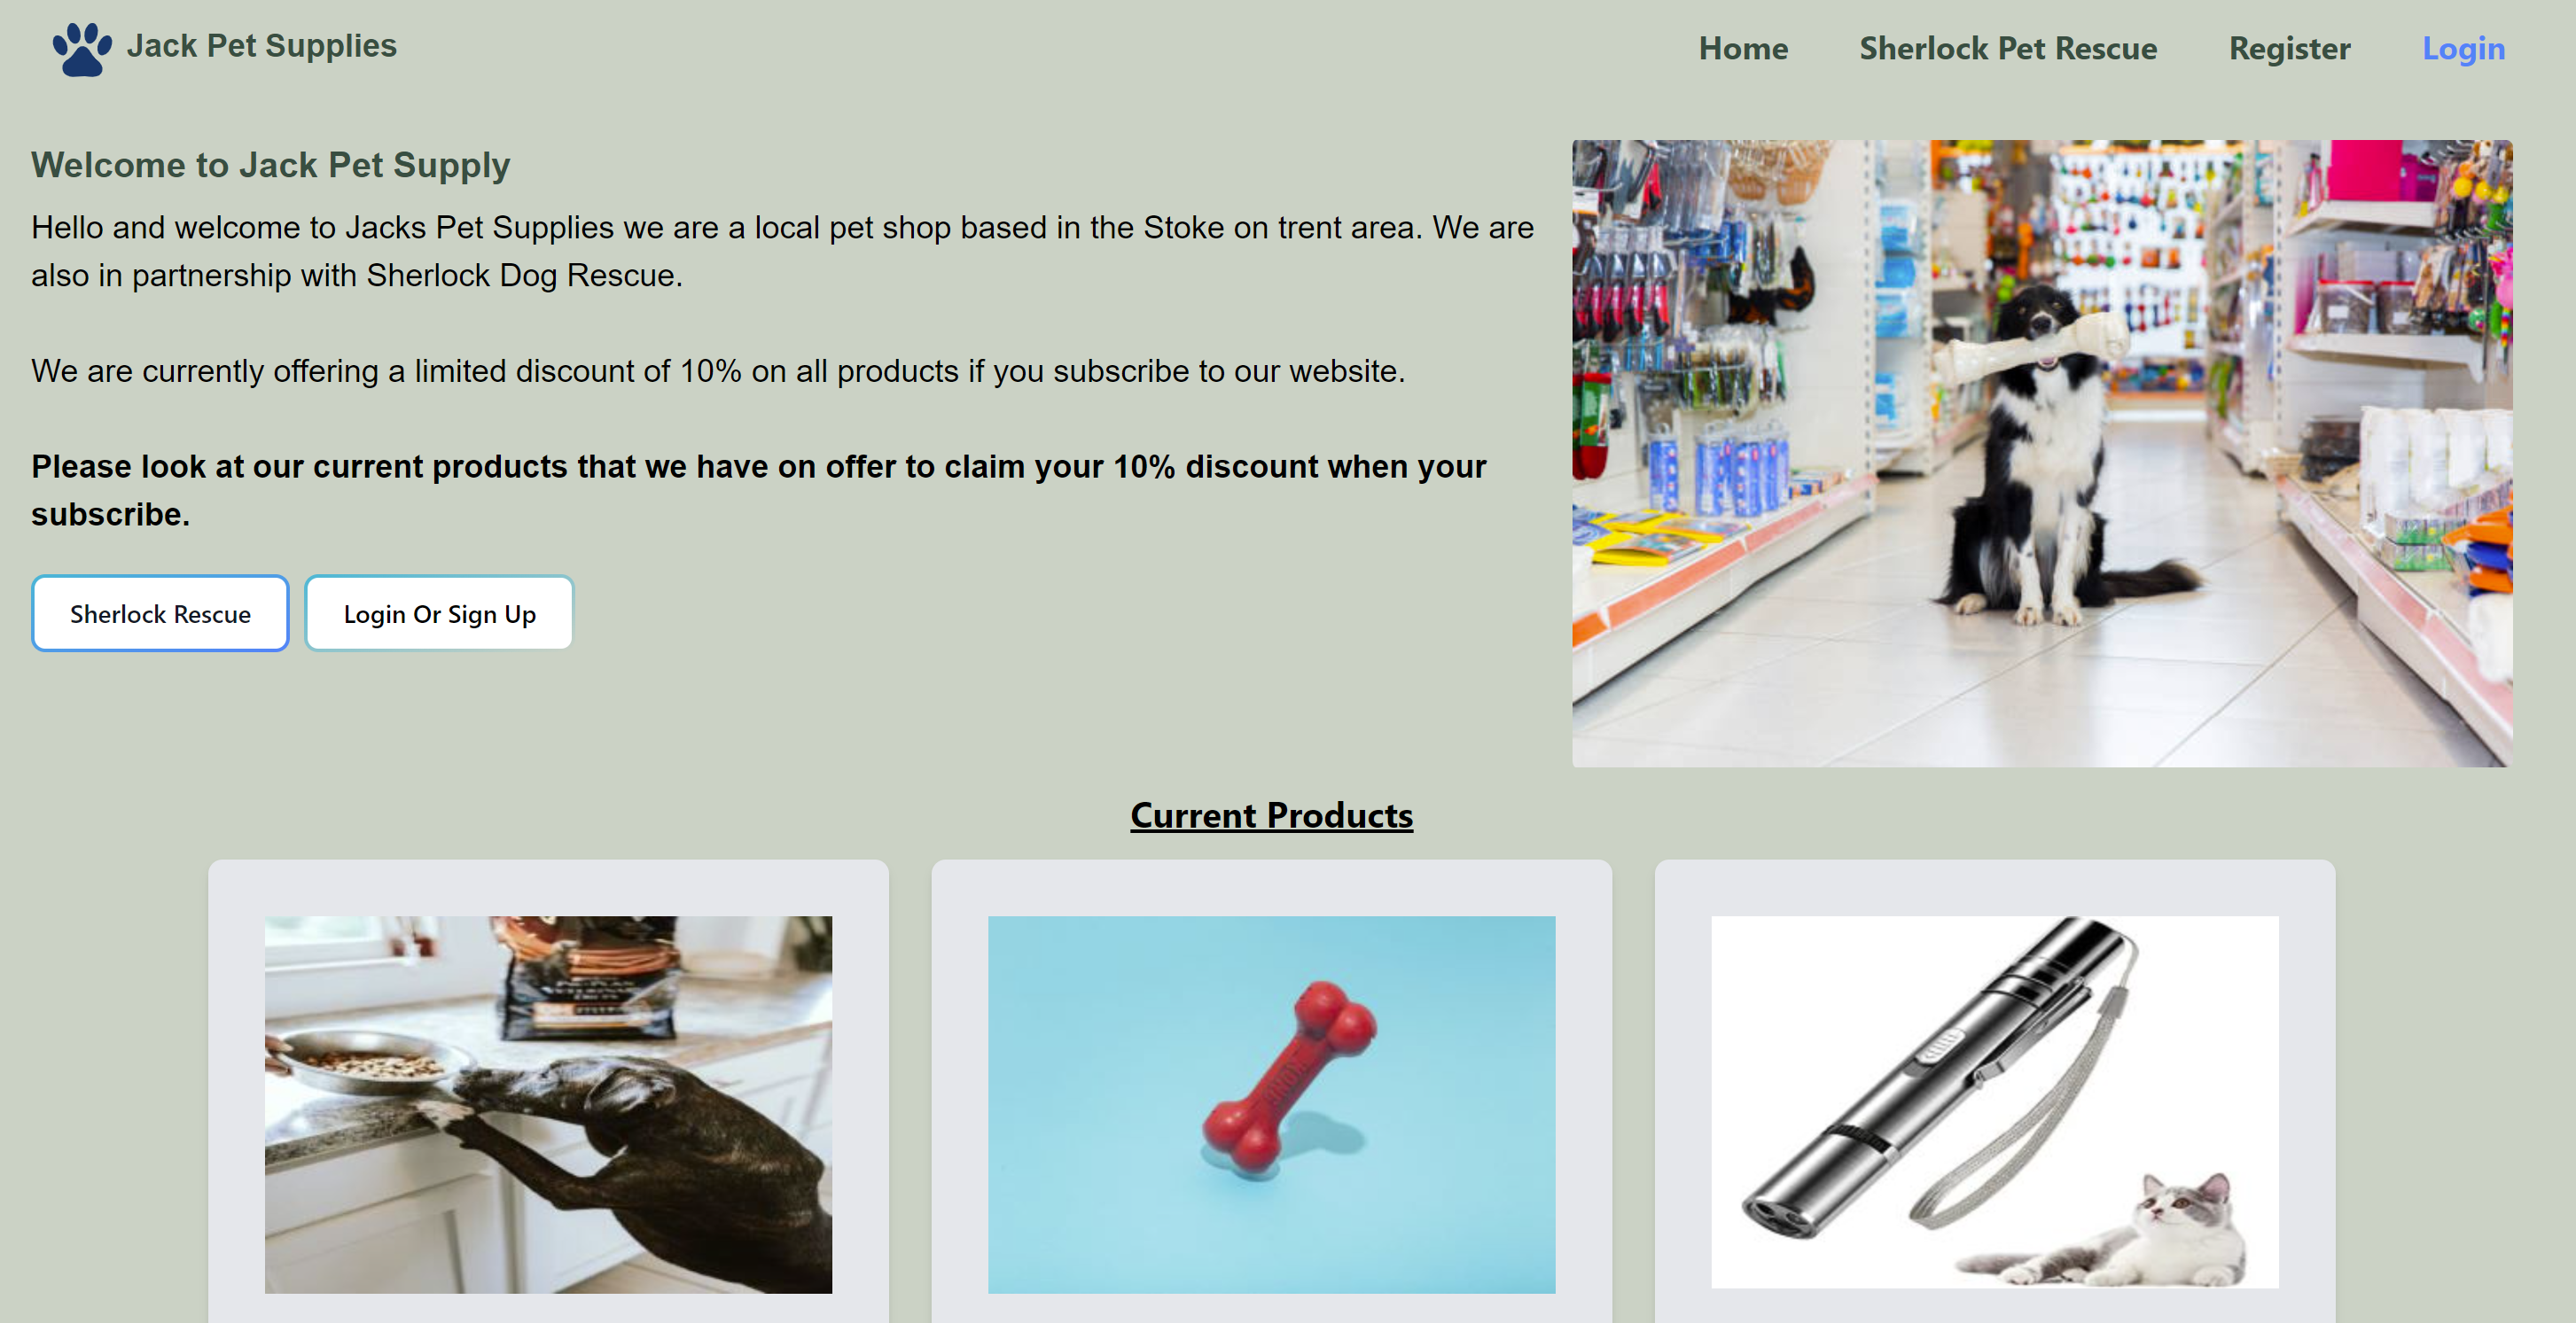 Jack Pet Supplies
Home Sherlock Pet Rescue Register Login
Welcome to Jack Pet Supply
Hello and welcome to Jacks Pet Supplies we are a local pet shop based in the Stoke on trent area. We are
also in partnership with Sherlock Dog Rescue.
We are currently offering a limited discount of 10% on all products if you subscribe to our website.
Please look at our current products that we have on offer to claim your 10% discount when your
subscribe.
Sherlock Rescue Login Or Sign Up
Current Products
KONG